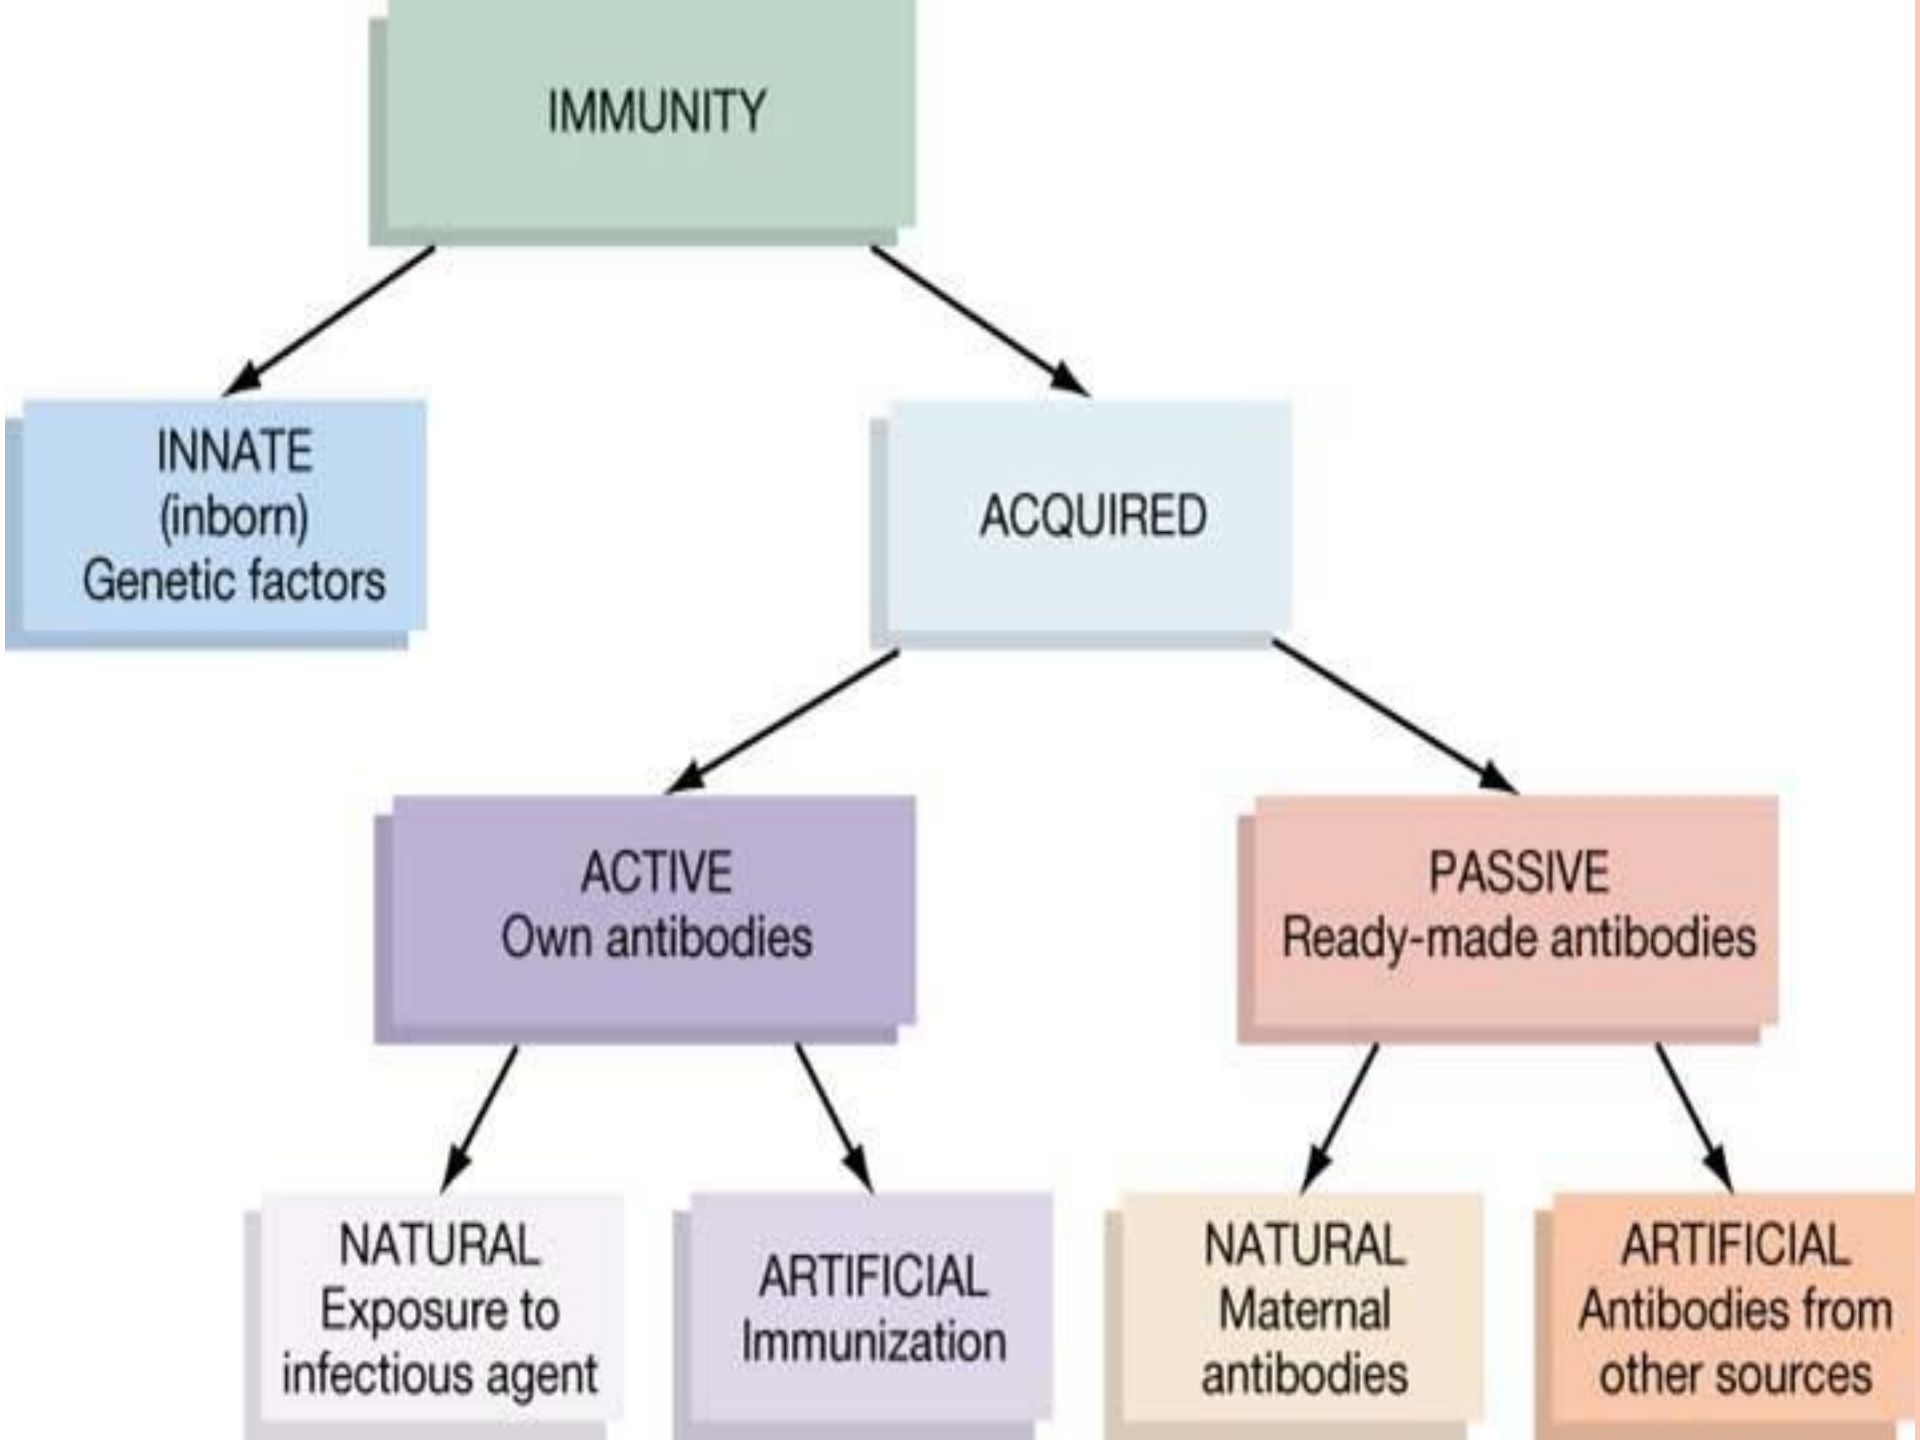 IMMUNITY
INNATE
(inborn)
Genetic factors
ACQUIRED
ACTIVE
Own antibodies
PASSIVE
Ready-made antibodies
NATURAL
Exposure to
infectious agent
ARTIFICIAL
Immunization
NATURAL
Maternal
antibodies
ARTIFICIAL
Antibodies from
other sources